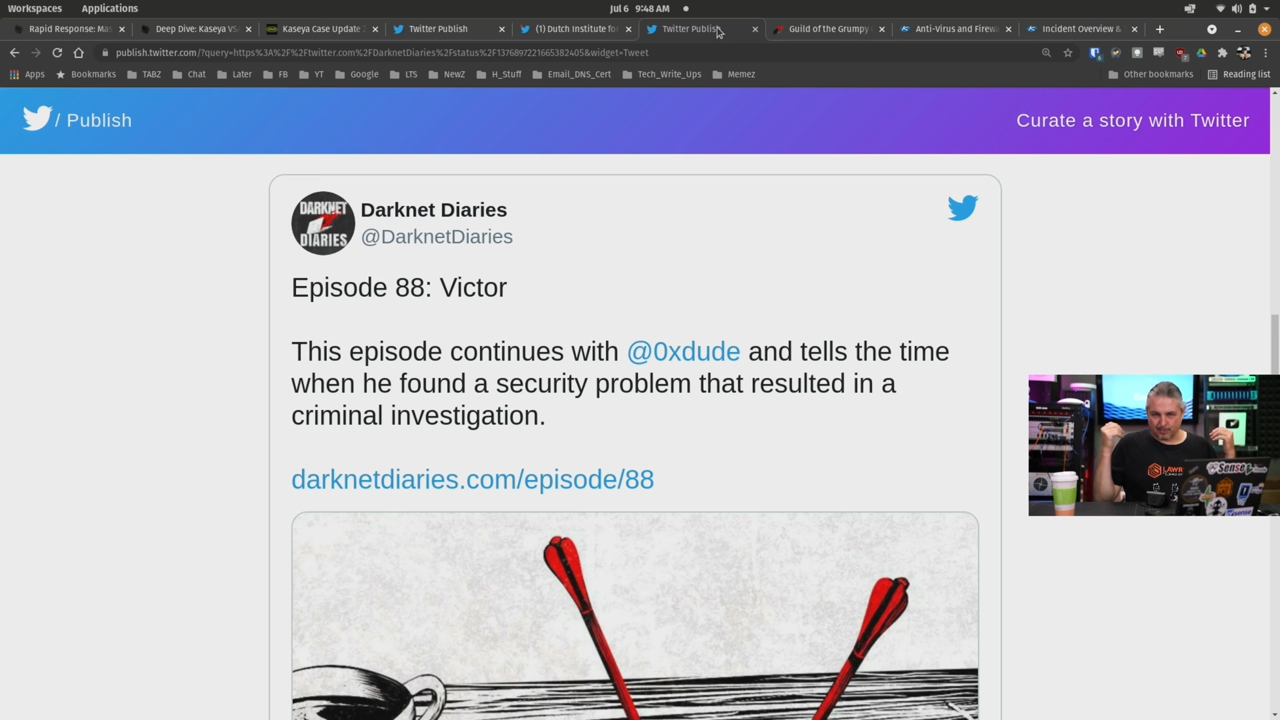 Workspaces Applications Jul 6 9:48 AM
Rapid Response: Mas Deep Dive: Kaseya VS Kaseya Case Update Twitter Publish (1) Dutch Institute fo Twitter Publish Guild of the Grumpy Anti-Virus and Firew Incident Overview &
publish.twitter.com/?query=https%3A%2F%2Ftwitter.com%2FDarknetDiaries%2Fstatus%2F1376897221665382405&widget=Tweet
Apps Bookmarks TABZ Chat Later FB YT Google LTS NewZ H_Stuff Email_DNS_Cert Tech_Write_Ups Memez Other bookmarks Reading list
/ Publish Curate a story with Twitter
DARKNET
DIARIES
Darknet Diaries
@DarknetDiaries
Episode 88: Victor
This episode continues with @0xdude and tells the time
when he found a security problem that resulted in a
criminal investigation.
darknetdiaries.com/episode/88
LAWR
Sense